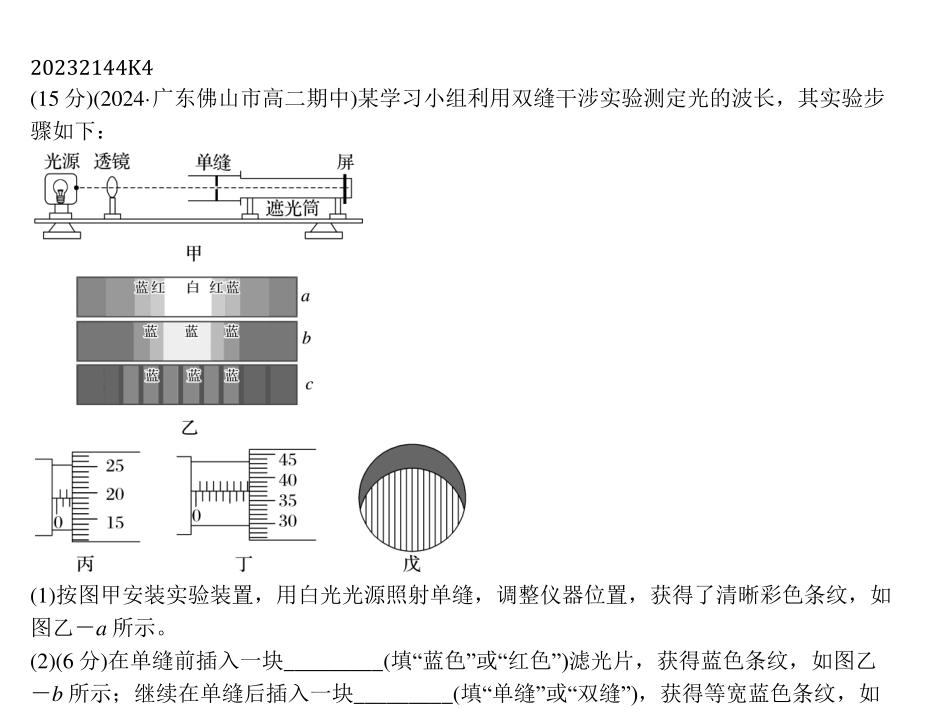 20232144K4
(15 分)(2024·广东佛山市高二期中)某学习小组利用双缝干涉实验测定光的波长，其实验步
骤如下：
光源 透镜 单缝 屏
遮光筒
甲
蓝 红 白 红 蓝 a
蓝 蓝 蓝 b
蓝 蓝 蓝 c
乙
25
20
0 15
丙
45
40
35
0 30
丁
戊
(1)按图甲安装实验装置，用白光光源照射单缝，调整仪器位置，获得了清晰彩色条纹，如
图乙－a 所示。
(2)(6 分)在单缝前插入一块_________(填“蓝色”或“红色”)滤光片，获得蓝色条纹，如图乙
－b 所示；继续在单缝后插入一块_________(填“单缝”或“双缝”)，获得等宽蓝色条纹，如